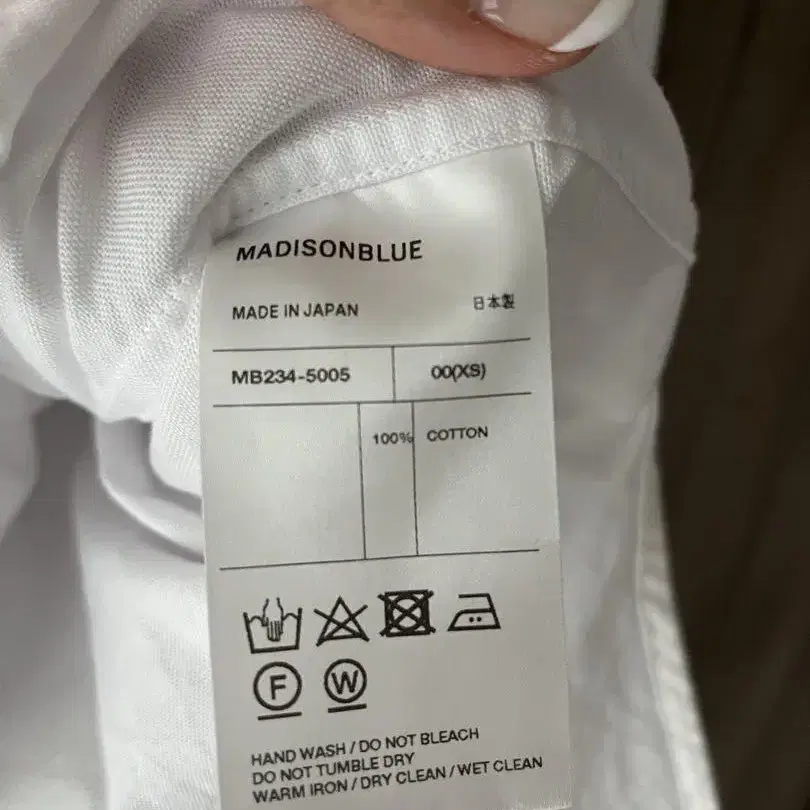 MADISONBLUE
MADE IN JAPAN 日本製
MB234-5005 00(XS)
100% COTTON
F W
HAND WASH / DO NOT BLEACH
DO NOT TUMBLE DRY
WARM IRON / DRY CLEAN / WET CLEAN